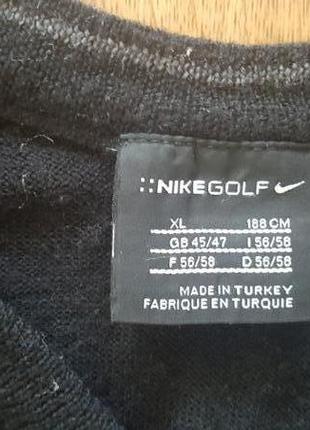 ::NIKEGOLF
XL 188 CM
GB 45/47 I 56/58
F 56/58 D 56/58
MADE IN TURKEY
FABRIQUE EN TURQUIE